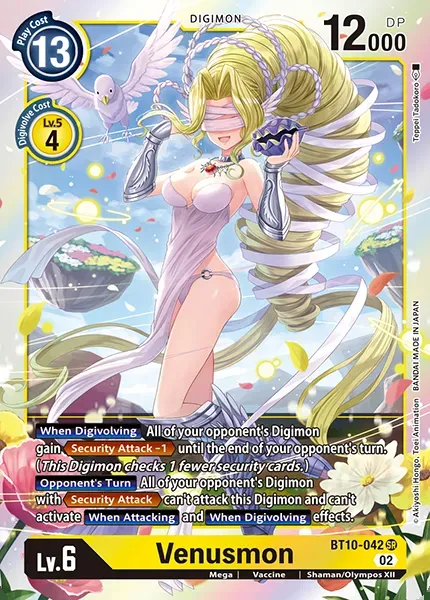 DIGIMON
Play Cost
13
DP
12000
Digivolve Cost
Lv.5
4
Teppei Tadokoro
When Digivolving All of your opponent's Digimon
gain Security Attack -1 until the end of your opponent's turn.
(This Digimon checks 1 fewer security cards.)
Opponent's Turn All of your opponent's Digimon
with Security Attack can't attack this Digimon and can't
activate When Attacking and When Digivolving effects.
©Akiyoshi Hongo, Toei Animation BANDAI MADE IN JAPAN
Lv.6
Venusmon
BT10-042 SR
02
Mega | Vaccine | Shaman/Olympos XII